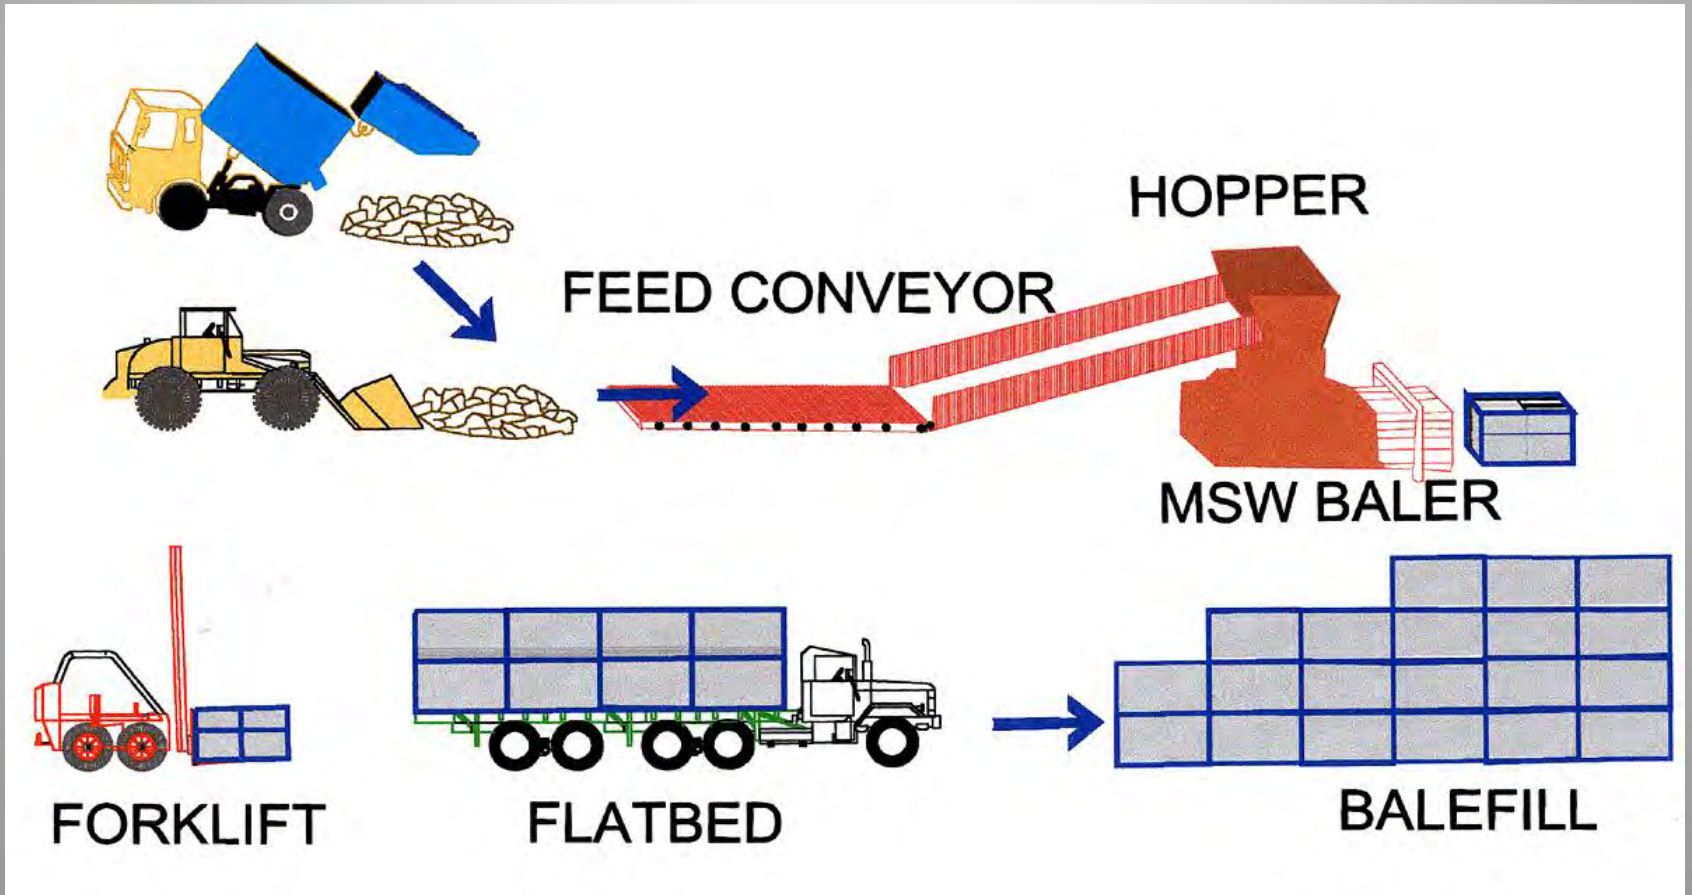 HOPPER
FEED CONVEYOR
MSW BALER
FORKLIFT
FLATBED
BALEFILL